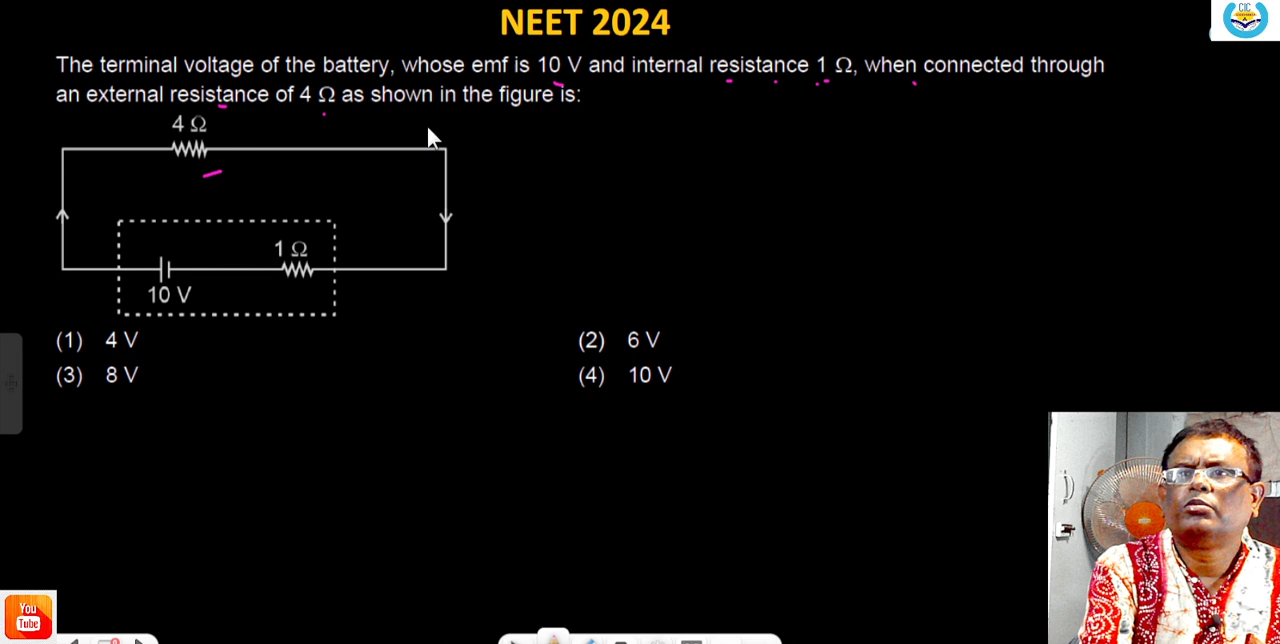 NEET 2024
CIC
The terminal voltage of the battery, whose emf is 10 V and internal resistance 1 Ω, when connected through
an external resistance of 4 Ω as shown in the figure is:
4 Ω
1 Ω
10 V
(1) 4 V
(2) 6 V
(3) 8 V
(4) 10 V
You
Tube